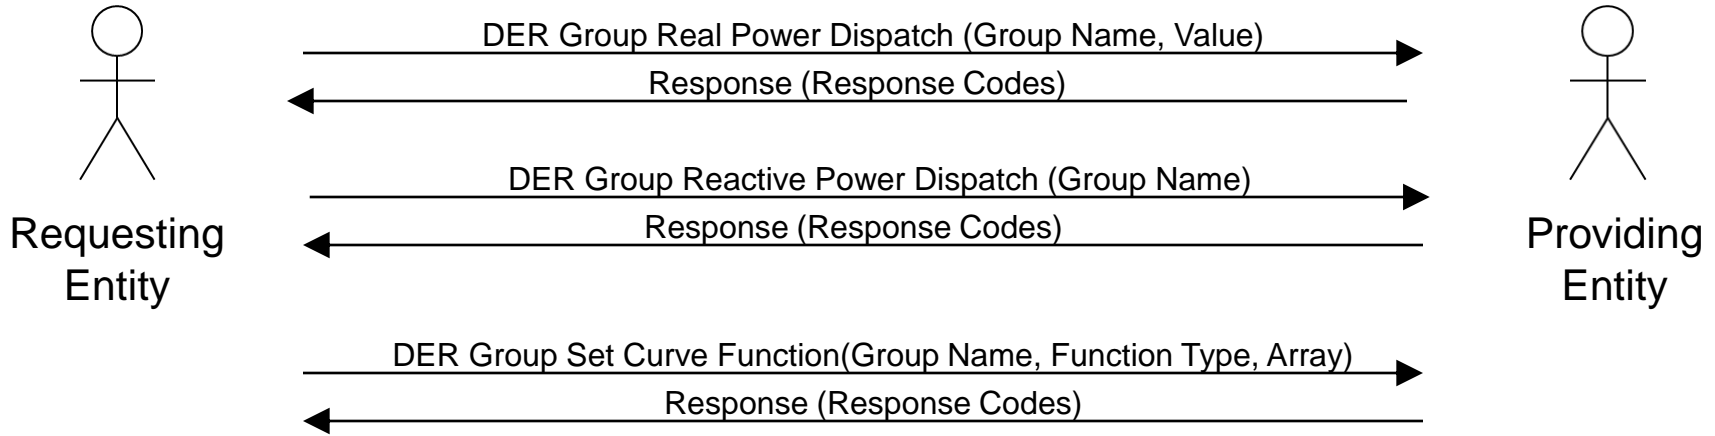 DER Group Real Power Dispatch (Group Name, Value)
Response (Response Codes)
DER Group Reactive Power Dispatch (Group Name)
Response (Response Codes)
Requesting
Entity
Providing
Entity
DER Group Set Curve Function(Group Name, Function Type, Array)
Response (Response Codes)